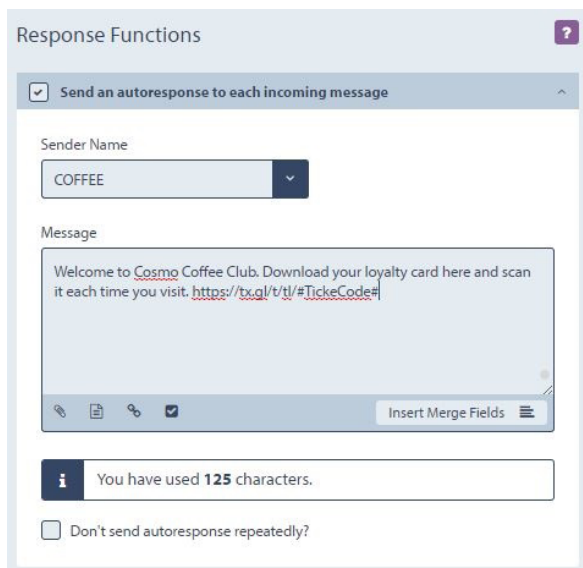 Response Functions
?
Send an autoresponse to each incoming message
Sender Name
COFFEE
Message
Welcome to Cosmo Coffee Club. Download your loyalty card here and scan
it each time you visit. https://tx.gl/t/tl/#TickeCode#
Insert Merge Fields
i You have used 125 characters.
Don't send autoresponse repeatedly?